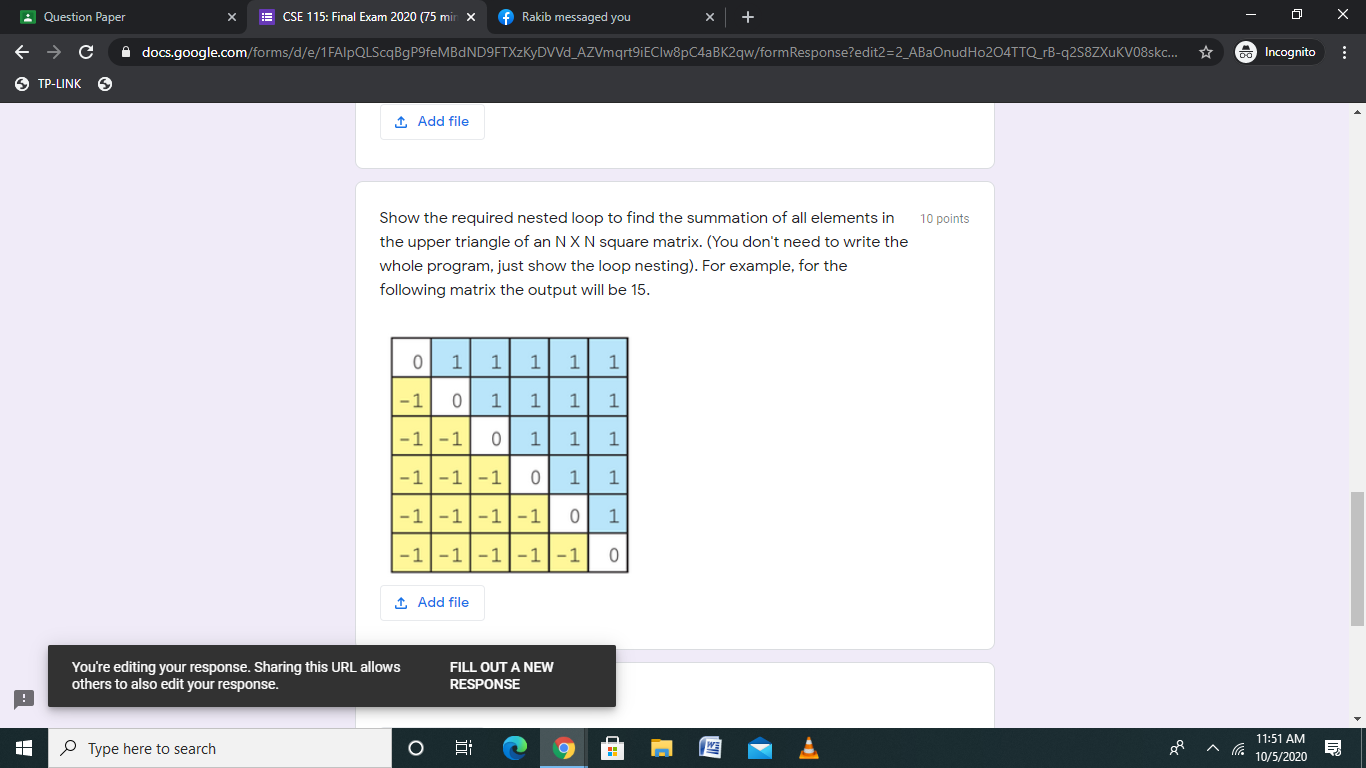 Question Paper
CSE 115: Final Exam 2020 (75 min
Rakib messaged you
docs.google.com/forms/d/e/1FAIpQLScqBgP9feMBdND9FTXzKyDVVd_AZVmqrt9iEClw8pC4aBK2qw/formResponse?edit2=2_ABaOnudHo2O4TTQ_rB-q2S8ZXuKV08skc...
Incognito
TP-LINK
Add file
Show the required nested loop to find the summation of all elements in
10 points
the upper triangle of an N X N square matrix. (You don't need to write the
whole program, just show the loop nesting). For example, for the
following matrix the output will be 15.
0 1 1 1 1 1
-1 0 1 1 1 1
-1 -1 0 1 1 1
-1 -1 -1 0 1 1
-1 -1 -1 -1 0 1
-1 -1 -1 -1 -1 0
Add file
You're editing your response. Sharing this URL allows
others to also edit your response.
FILL OUT A NEW
RESPONSE
Type here to search
11:51 AM
10/5/2020